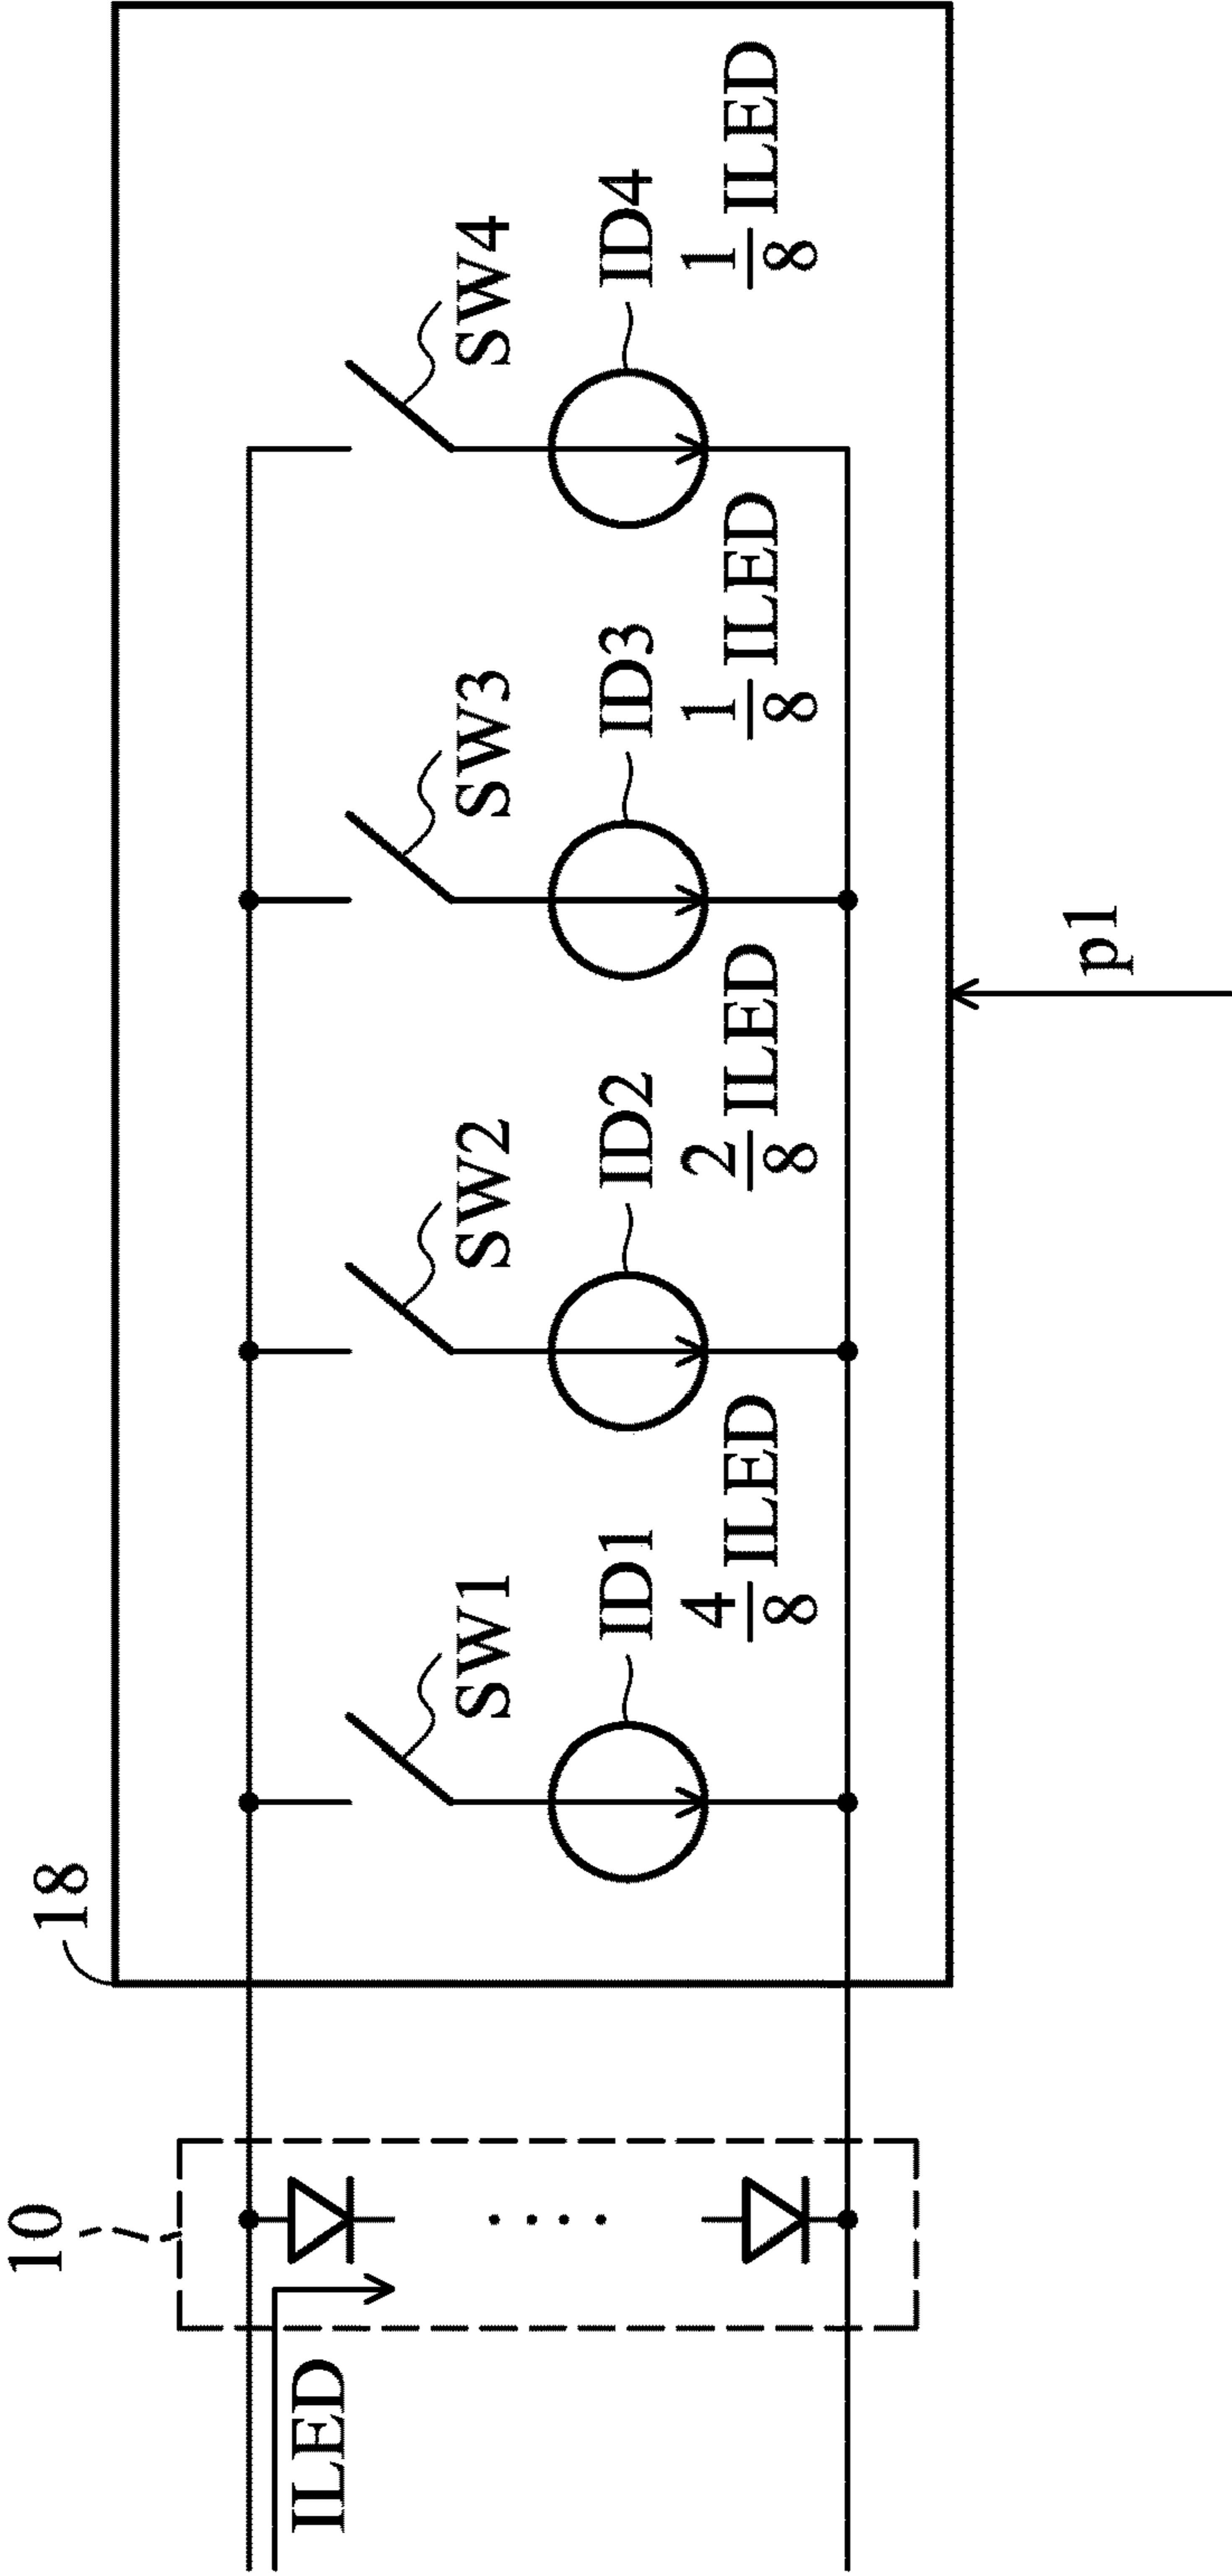 10
ILED
18
SW1
SW2
SW3
SW4
ID1
4/8 ILED
ID2
2/8 ILED
ID3
1/8 ILED
ID4
1/8 ILED
p1